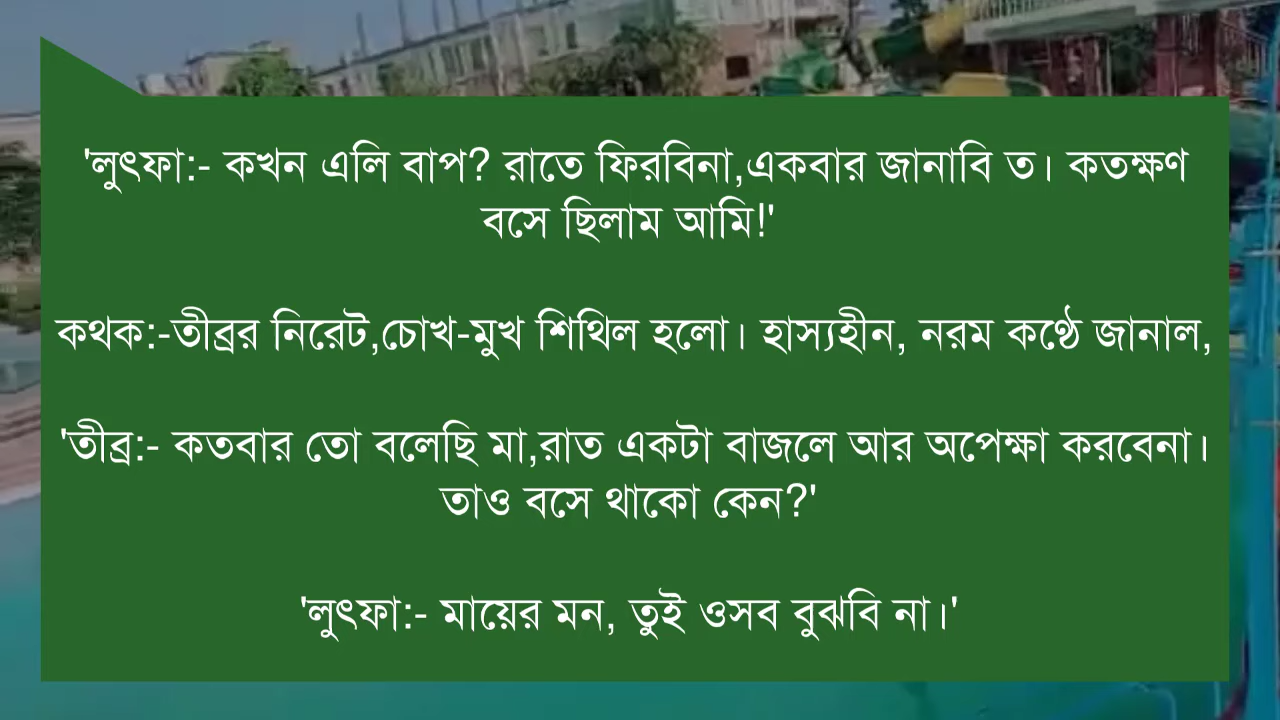 'লুৎফা:- কখন এলি বাপ? রাতে ফিরবিনা,একবার জানাবি ত। কতক্ষণ
বসে ছিলাম আমি!'
কথক:-তীব্রর নিরেট,চোখ-মুখ শিথিল হলো। হাস্যহীন, নরম কণ্ঠে জানাল,
'তীব্র:- কতবার তো বলেছি মা,রাত একটা বাজলে আর অপেক্ষা করবেনা।
তাও বসে থাকো কেন?'
'লুৎফা:- মায়ের মন, তুই ওসব বুঝবি না।'